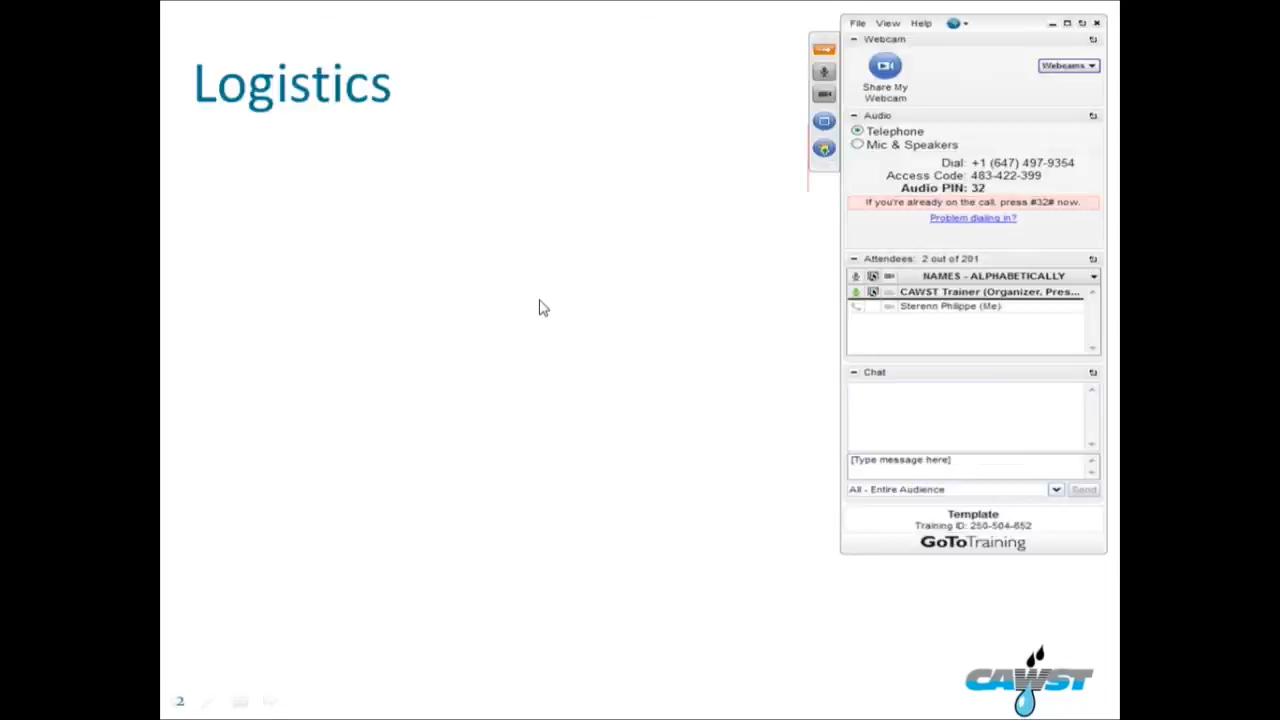 Logistics
File View Help
Webcam
Share My
Webcam
Webcams
Audio
Telephone
Mic & Speakers
Dial: +1 (647) 497-9354
Access Code: 483-422-399
Audio PIN: 32
If you're already on the call, press #32# now.
Problem dialing in?
Attendees: 2 out of 201
NAMES - ALPHABETICALLY
CAWST Trainer (Organizer, Pres...
Sterenn Philippe (Me)
Chat
[Type message here]
All - Entire Audience
Send
Template
Training ID: 250-504-652
GoToTraining
CAWST
2